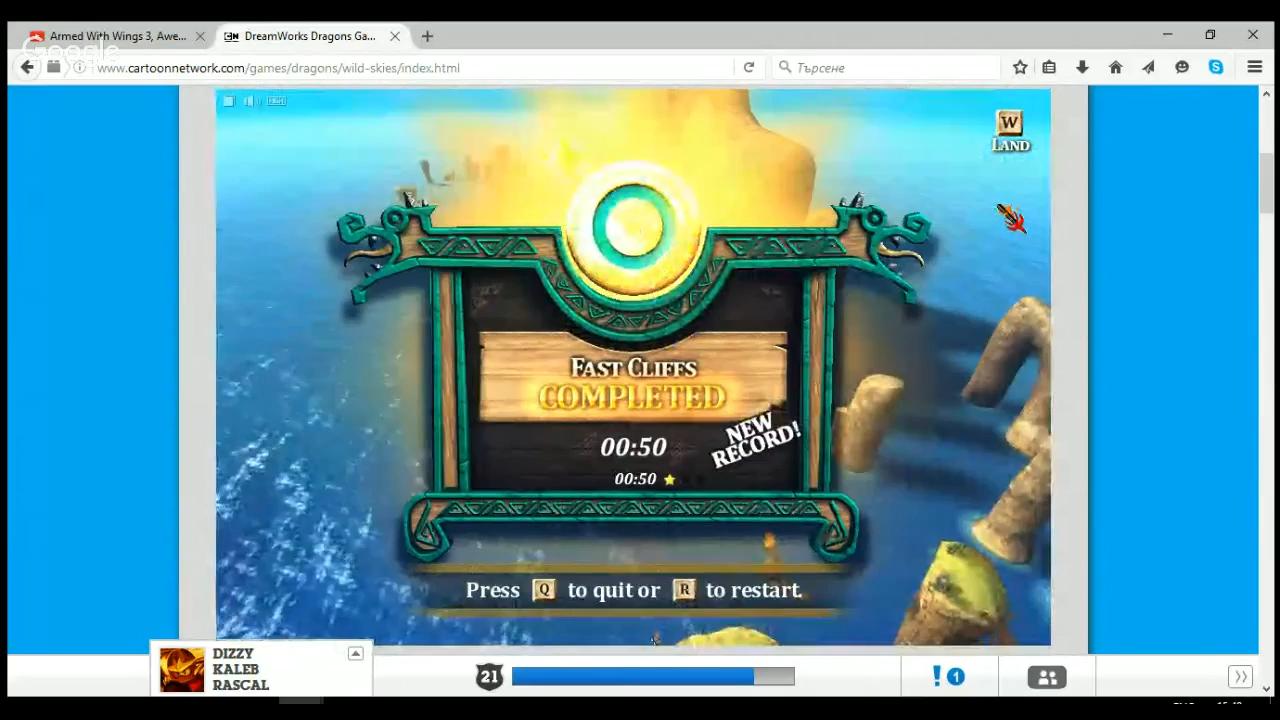 Armed With Wings 3, Awe...
DreamWorks Dragons Ga...
Google
www.cartoonnetwork.com/games/dragons/wild-skies/index.html
Търсене
W
LAND
FAST CLIFFS
COMPLETED
00:50
NEW
RECORD!
00:50
Press Q to quit or R to restart.
DIZZY
KALEB
RASCAL
21
! 1